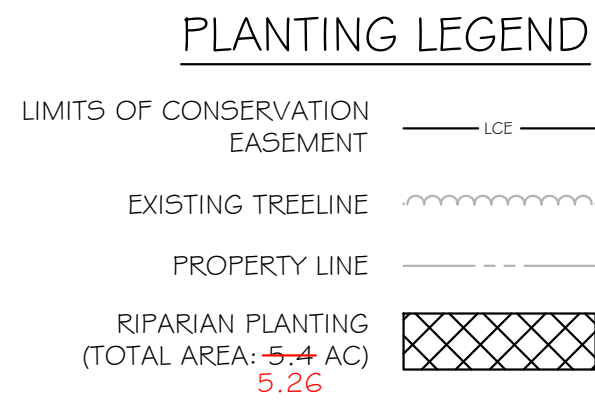 PLANTING LEGEND
LIMITS OF CONSERVATION
EASEMENT
LCE
EXISTING TREELINE
PROPERTY LINE
RIPARIAN PLANTING
(TOTAL AREA: 5.4 AC)
5.26